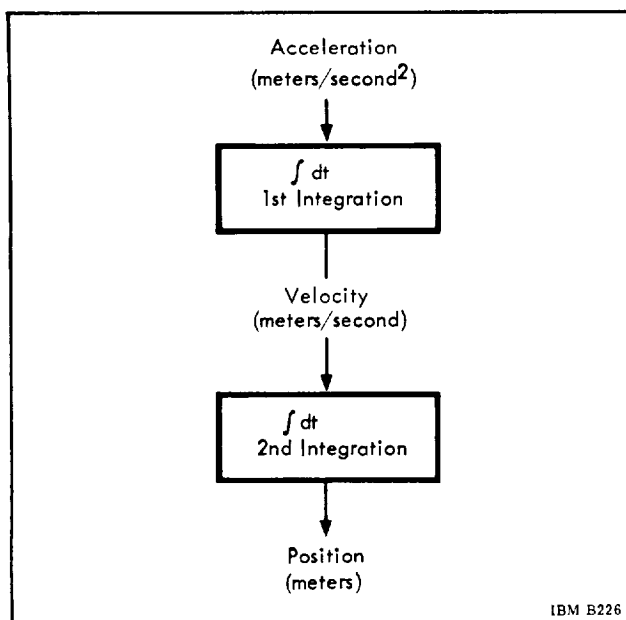 Acceleration
(meters/second²)
∫ dt
1st Integration
Velocity
(meters/second)
∫ dt
2nd Integration
Position
(meters)
IBM B226